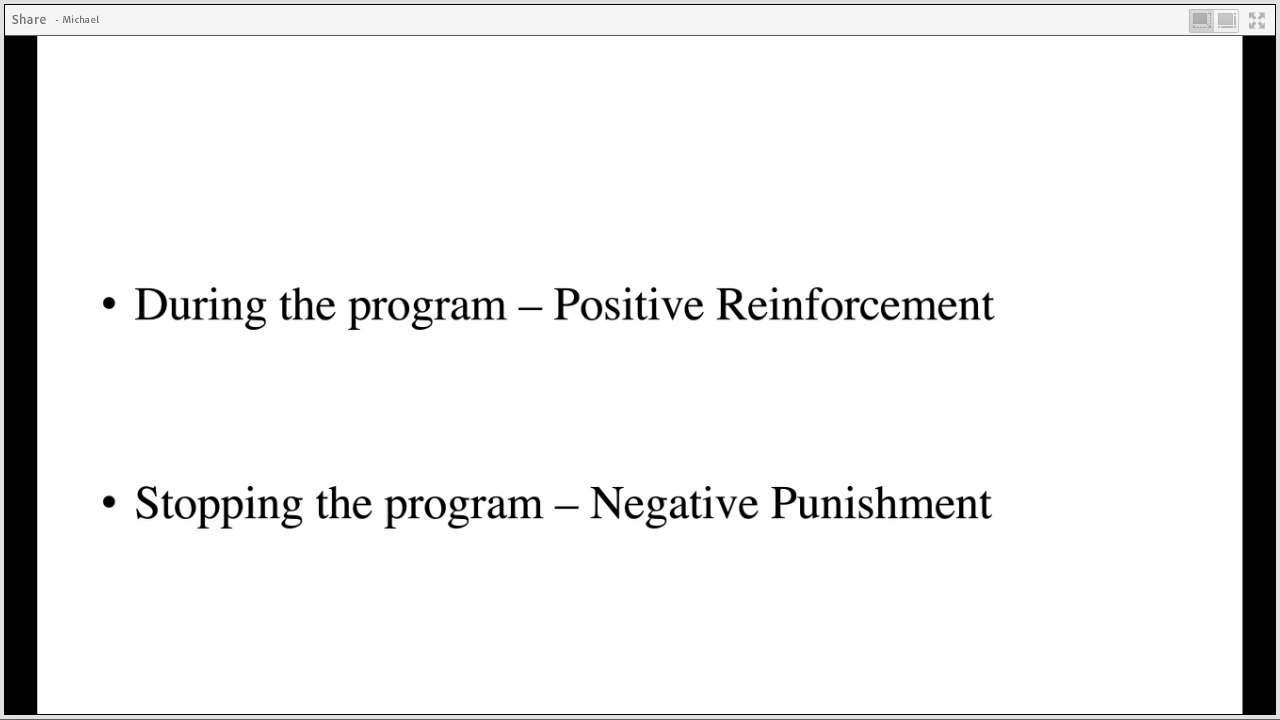 Share - Michael
• During the program – Positive Reinforcement
• Stopping the program – Negative Punishment